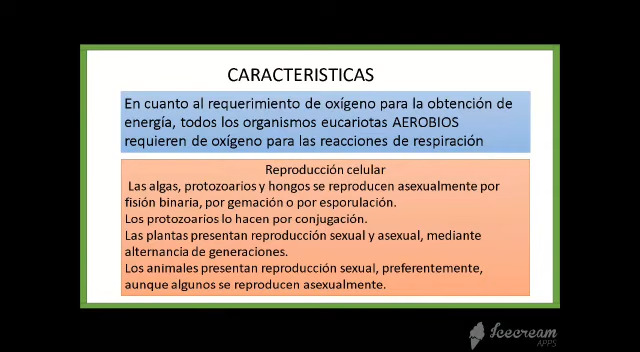 CARACTERISTICAS
En cuanto al requerimiento de oxígeno para la obtención de
energía, todos los organismos eucariotas AEROBIOS
requieren de oxígeno para las reacciones de respiración
Reproducción celular
Las algas, protozoarios y hongos se reproducen asexualmente por
fisión binaria, por gemación o por esporulación.
Los protozoarios lo hacen por conjugación.
Las plantas presentan reproducción sexual y asexual, mediante
alternancia de generaciones.
Los animales presentan reproducción sexual, preferentemente,
aunque algunos se reproducen asexualmente.
Icecream
APPS